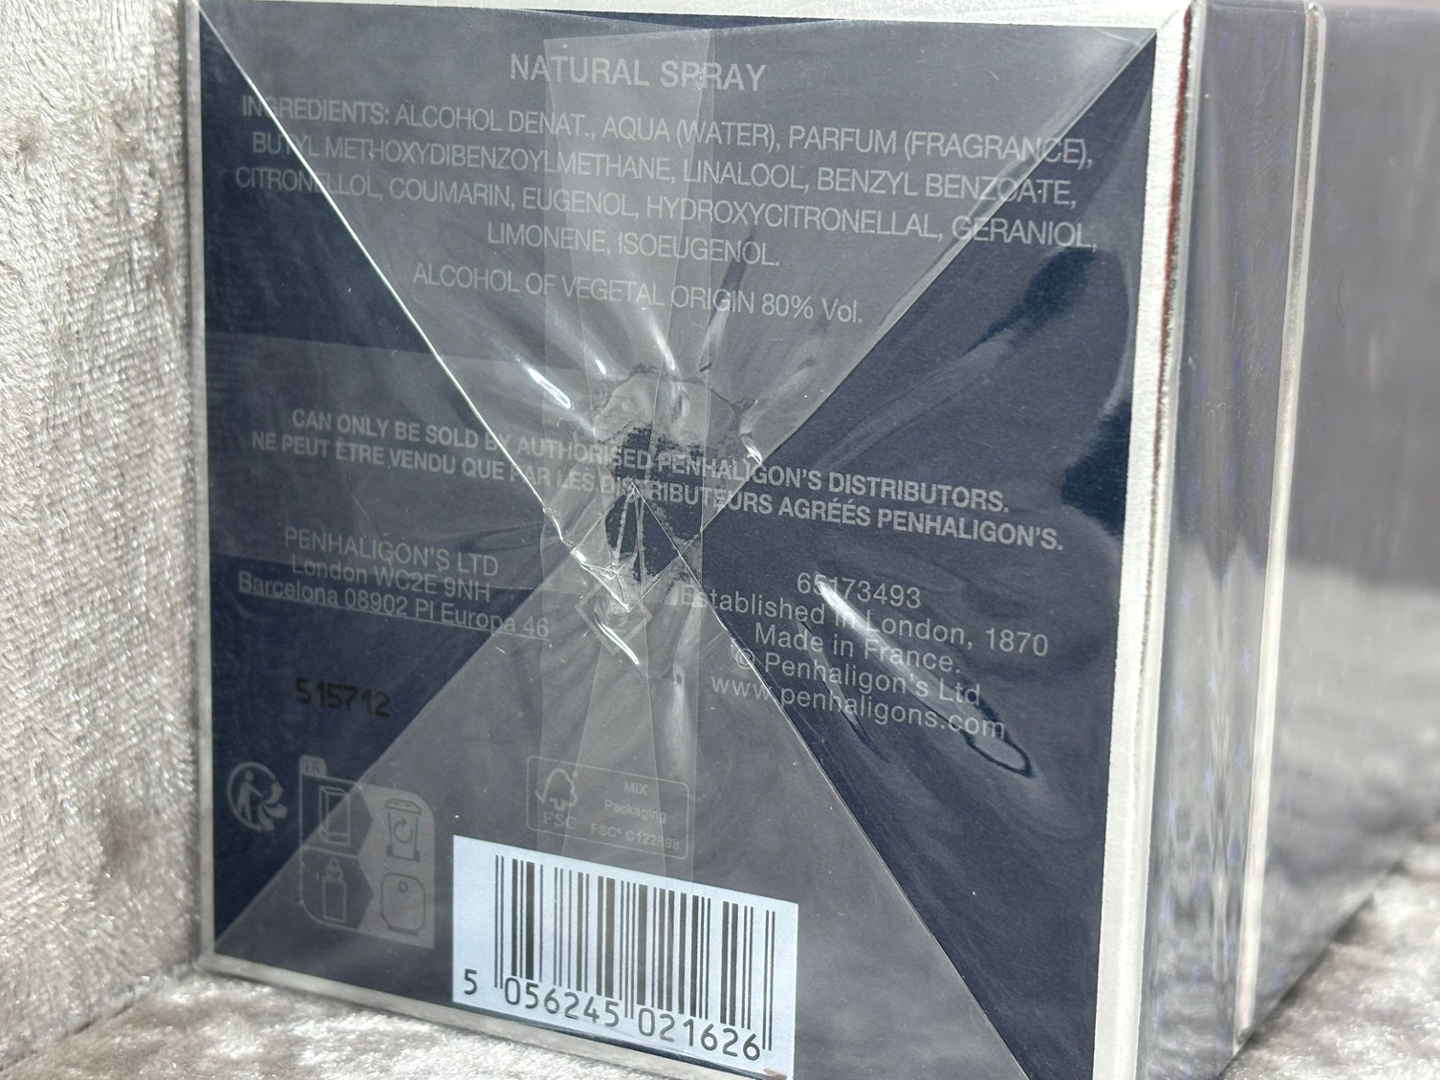 NATURAL SPRAY
INGREDIENTS: ALCOHOL DENAT., AQUA (WATER), PARFUM (FRAGRANCE),
BUTYL METHOXYDIBENZOYLMETHANE, LINALOOL, BENZYL BENZOATE,
CITRONELLOL, COUMARIN, EUGENOL, HYDROXYCITRONELLAL, GERANIOL,
LIMONENE, ISOEUGENOL.
ALCOHOL OF VEGETAL ORIGIN 80% Vol.
CAN ONLY BE SOLD BY AUTHORISED PENHALIGON'S DISTRIBUTORS.
NE PEUT ÊTRE VENDU QUE PAR LES DISTRIBUTEURS AGRÉÉS PENHALIGON'S.
PENHALIGON'S LTD
London WC2E 9NH
Barcelona 08902 Pl Europa 46
65173493
Established in London, 1870
Made in France.
© Penhaligon's Ltd
www.penhaligons.com
515712
FR
FSC
MIX
Packaging
FSC® C122898
5 056245 021626